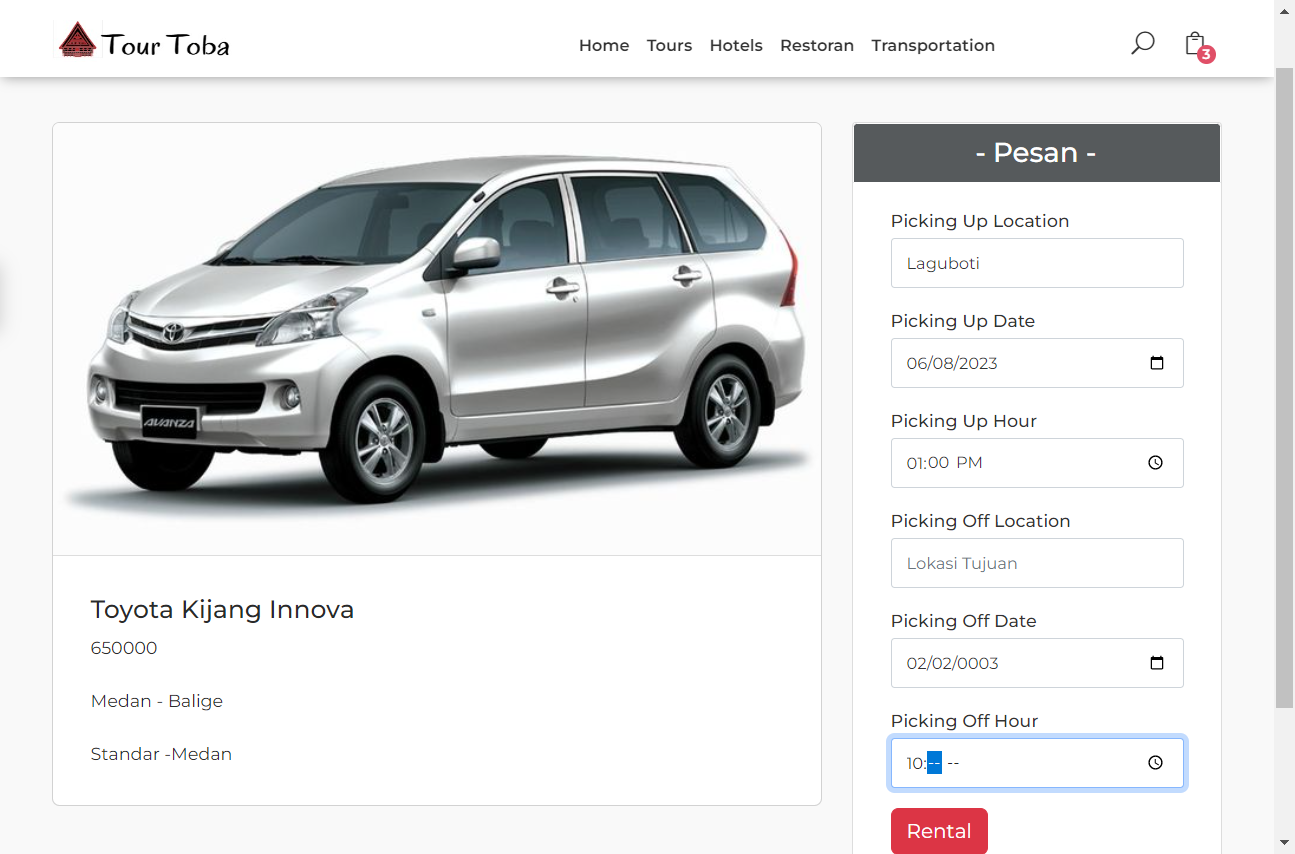 Tour Toba
Home Tours Hotels Restoran Transportation
3
AVANZA
Toyota Kijang Innova
650000
Medan - Balige
Standar -Medan
- Pesan -
Picking Up Location
Laguboti
Picking Up Date
06/08/2023
Picking Up Hour
01:00 PM
Picking Off Location
Lokasi Tujuan
Picking Off Date
02/02/0003
Picking Off Hour
10:-- --
Rental